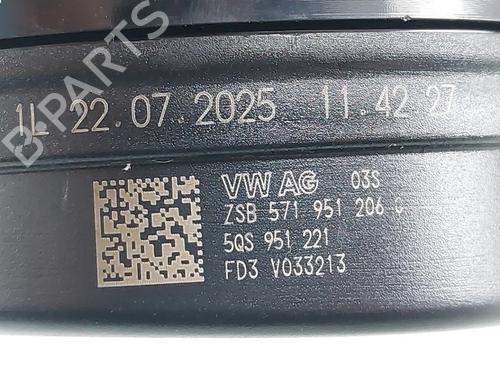 1L 22.07.2025 11.42 27
VW AG 03S
ZSB 571 951 206 C
5QS 951 221
FD3 V033213